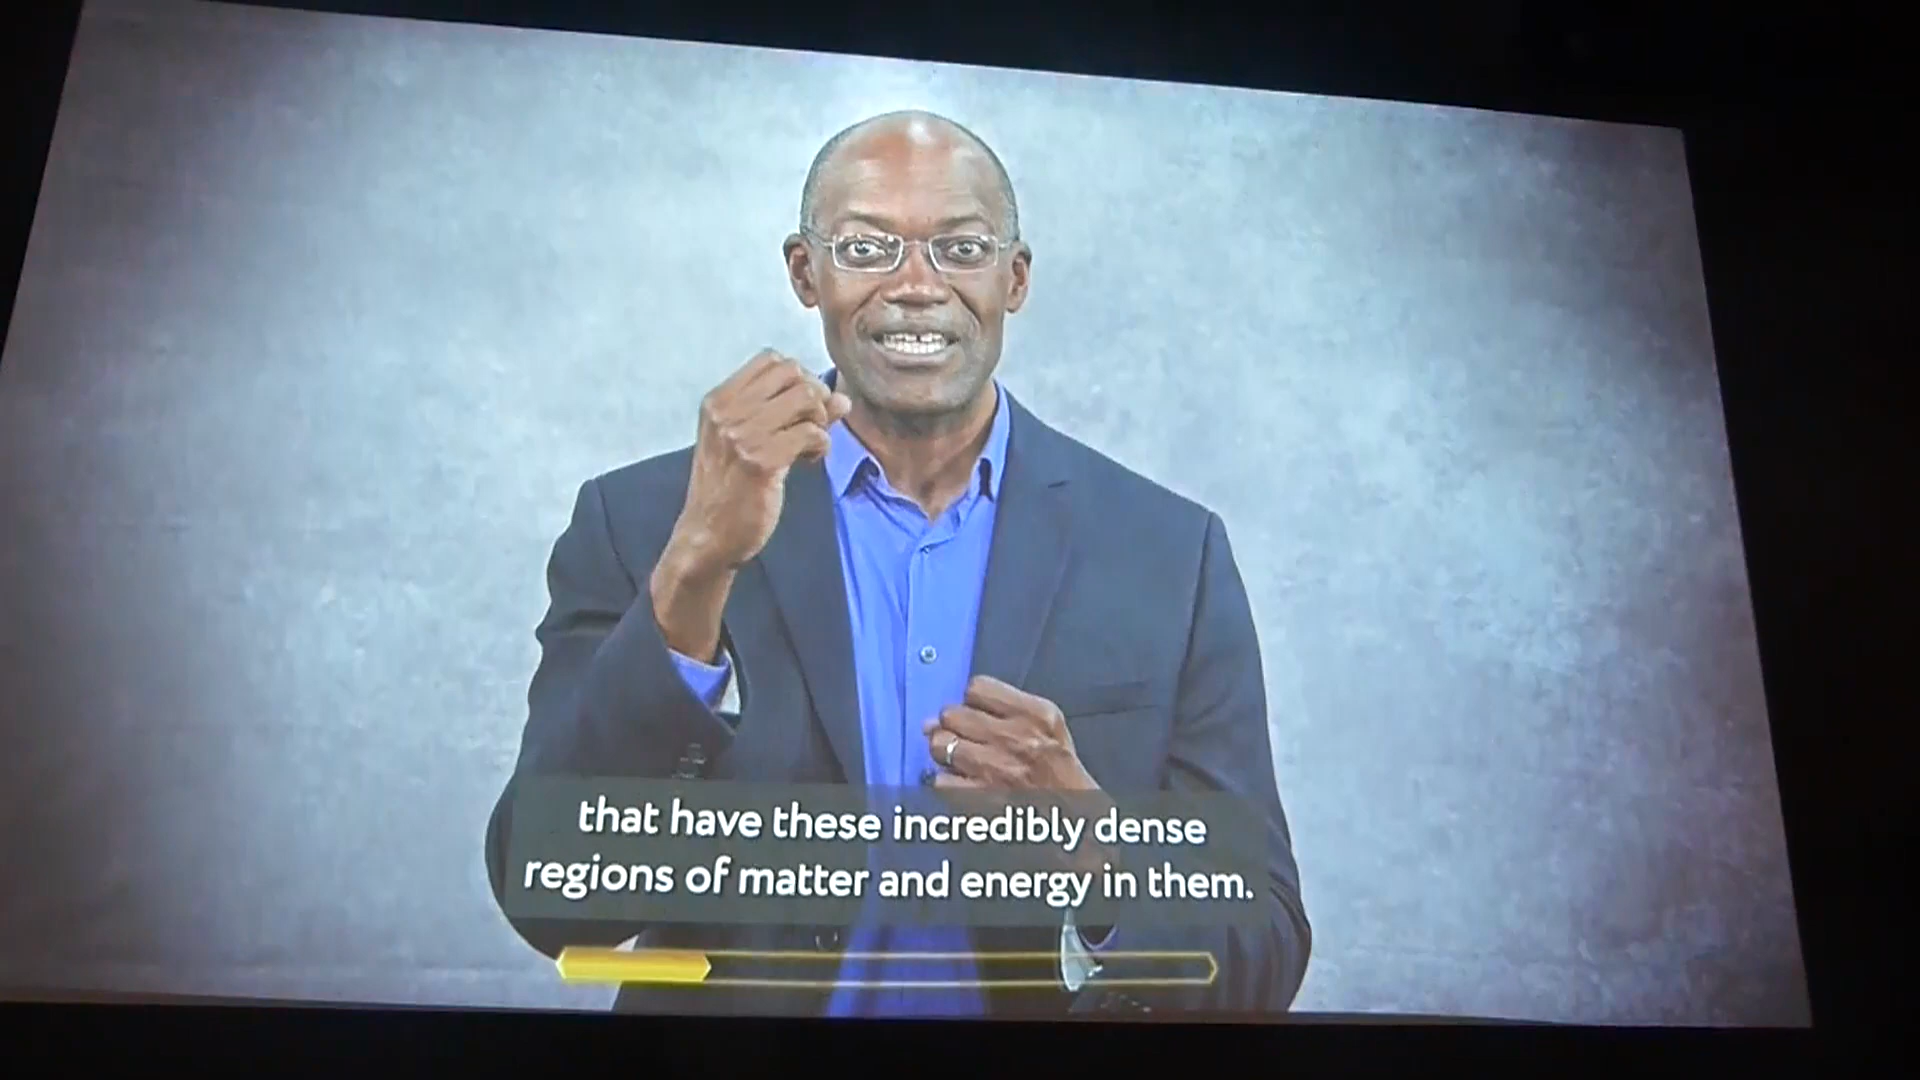 that have these incredibly dense
regions of matter and energy in them.